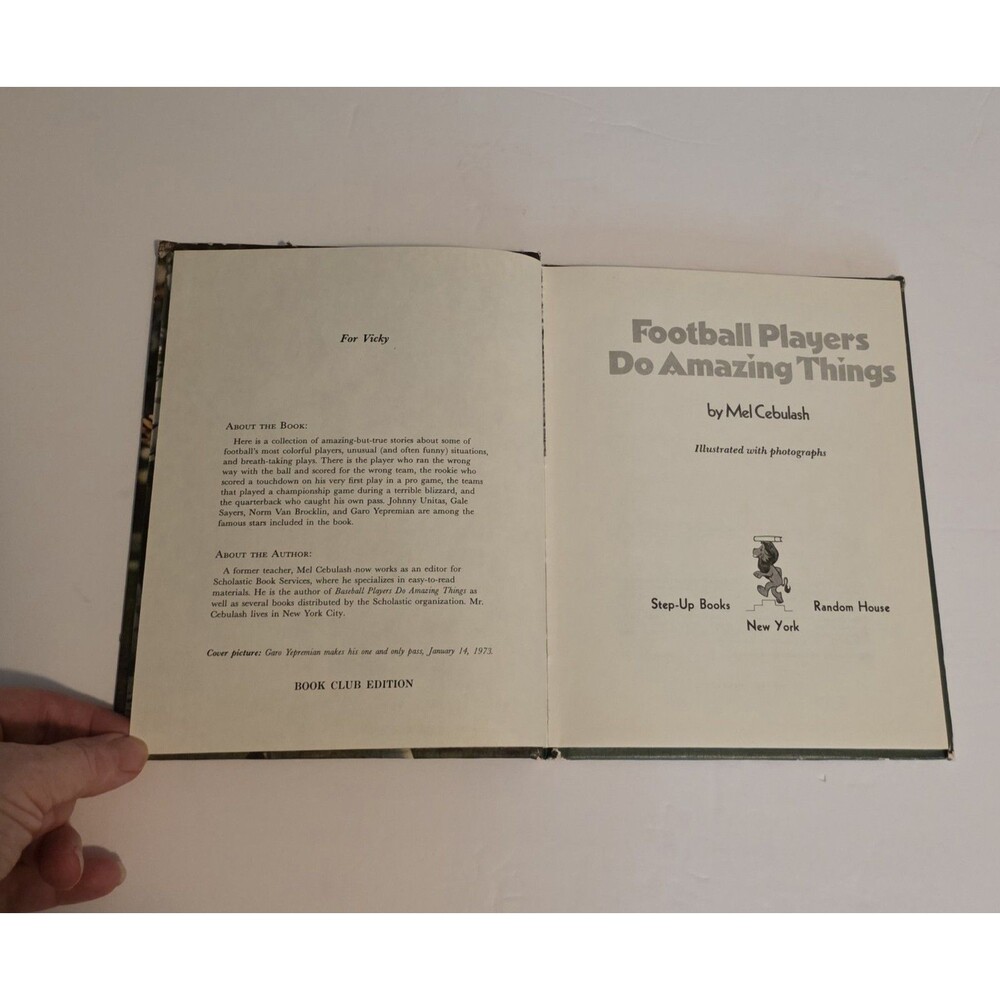 For Vicky
ABOUT THE BOOK:
Here is a collection of amazing-but-true stories about some of
football's most colorful players, unusual (and often funny) situations,
and breath-taking plays. There is the player who ran the wrong
way with the ball and scored for the wrong team, the rookie who
scored a touchdown on his very first play in a pro game, the teams
that played a championship game during a terrible blizzard, and
the quarterback who caught his own pass. Johnny Unitas, Gale
Sayers, Norm Van Brocklin, and Garo Yepremian are among the
famous stars included in the book.
ABOUT THE AUTHOR:
A former teacher, Mel Cebulash now works as an editor for
Scholastic Book Services, where he specializes in easy-to-read
materials. He is the author of Baseball Players Do Amazing Things as
well as several books distributed by the Scholastic organization. Mr.
Cebulash lives in New York City.
Cover picture: Garo Yepremian makes his one and only pass, January 14, 1973.
BOOK CLUB EDITION
Football Players
Do Amazing Things
by Mel Cebulash
Illustrated with photographs
Step-Up Books Random House
New York